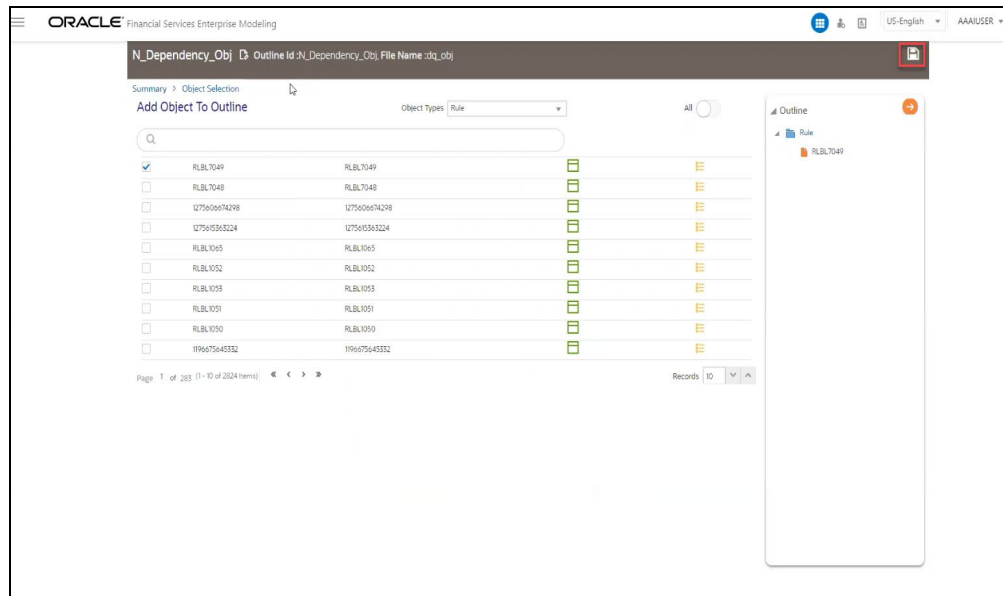 ORACLE Financial Services Enterprise Modeling US-English AAAIUSER
N_Dependency_Obj Outline Id :N_Dependency_Obj, File Name :dq_obj
Summary > Object Selection
Add Object To Outline Object Types Rule All
Outline
Rule
RLBL7049
RLBL7049 RLBL7049
RLBL7048 RLBL7048
1275606674298 1275606674298
1275615363224 1275615363224
RLBL1065 RLBL1065
RLBL1052 RLBL1052
RLBL1053 RLBL1053
RLBL1051 RLBL1051
RLBL1050 RLBL1050
1196675645332 1196675645332
Page 1 of 283 (1 - 10 of 2824 items) Records 10